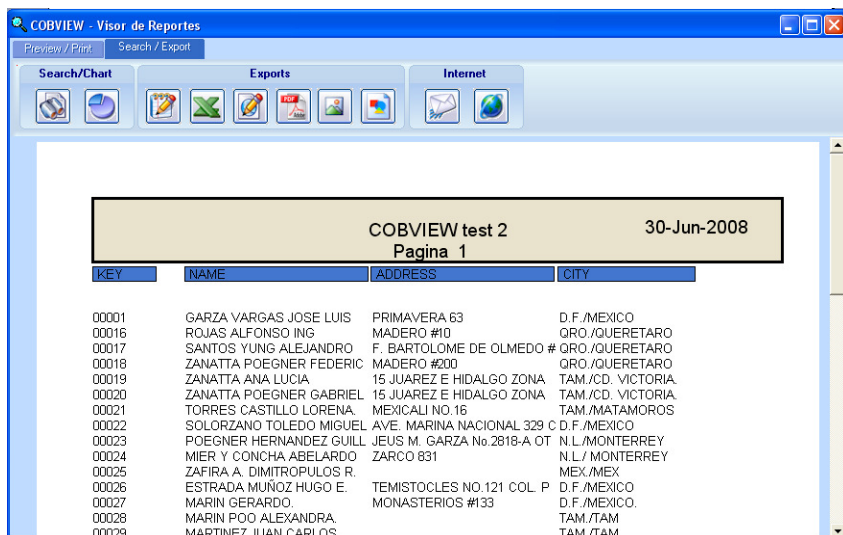 COBVIEW - Visor de Reportes
Preview / Print Search / Export
Search/Chart Exports Internet
PDF
COBVIEW test 2 30-Jun-2008
Pagina 1
KEY NAME ADDRESS CITY
00001 GARZA VARGAS JOSE LUIS PRIMAVERA 63 D.F./MEXICO
00016 ROJAS ALFONSO ING MADERO #10 QRO./QUERETARO
00017 SANTOS YUNG ALEJANDRO F. BARTOLOME DE OLMEDO # QRO./QUERETARO
00018 ZANATTA POEGNER FEDERIC MADERO #200 QRO./QUERETARO
00019 ZANATTA ANA LUCIA 15 JUAREZ E HIDALGO ZONA TAM./CD. VICTORIA.
00020 ZANATTA POEGNER GABRIEL 15 JUAREZ E HIDALGO ZONA TAM./CD. VICTORIA.
00021 TORRES CASTILLO LORENA. MEXICALI NO.16 TAM./MATAMOROS
00022 SOLORZANO TOLEDO MIGUEL AVE. MARINA NACIONAL 329 C D.F./MEXICO
00023 POEGNER HERNANDEZ GUILL JEUS M. GARZA No.2818-A OT N.L./MONTERREY
00024 MIER Y CONCHA ABELARDO ZARCO 831 N.L./ MONTERREY
00025 ZAFIRA A. DIMITROPULOS R. MEX./MEX
00026 ESTRADA MUÑOZ HUGO E. TEMISTOCLES NO.121 COL. P D.F./MEXICO
00027 MARIN GERARDO. MONASTERIOS #133 D.F./MEXICO.
00028 MARIN POO ALEXANDRA. TAM./TAM
00029 MARTINEZ JUAN CARLOS TAM./TAM